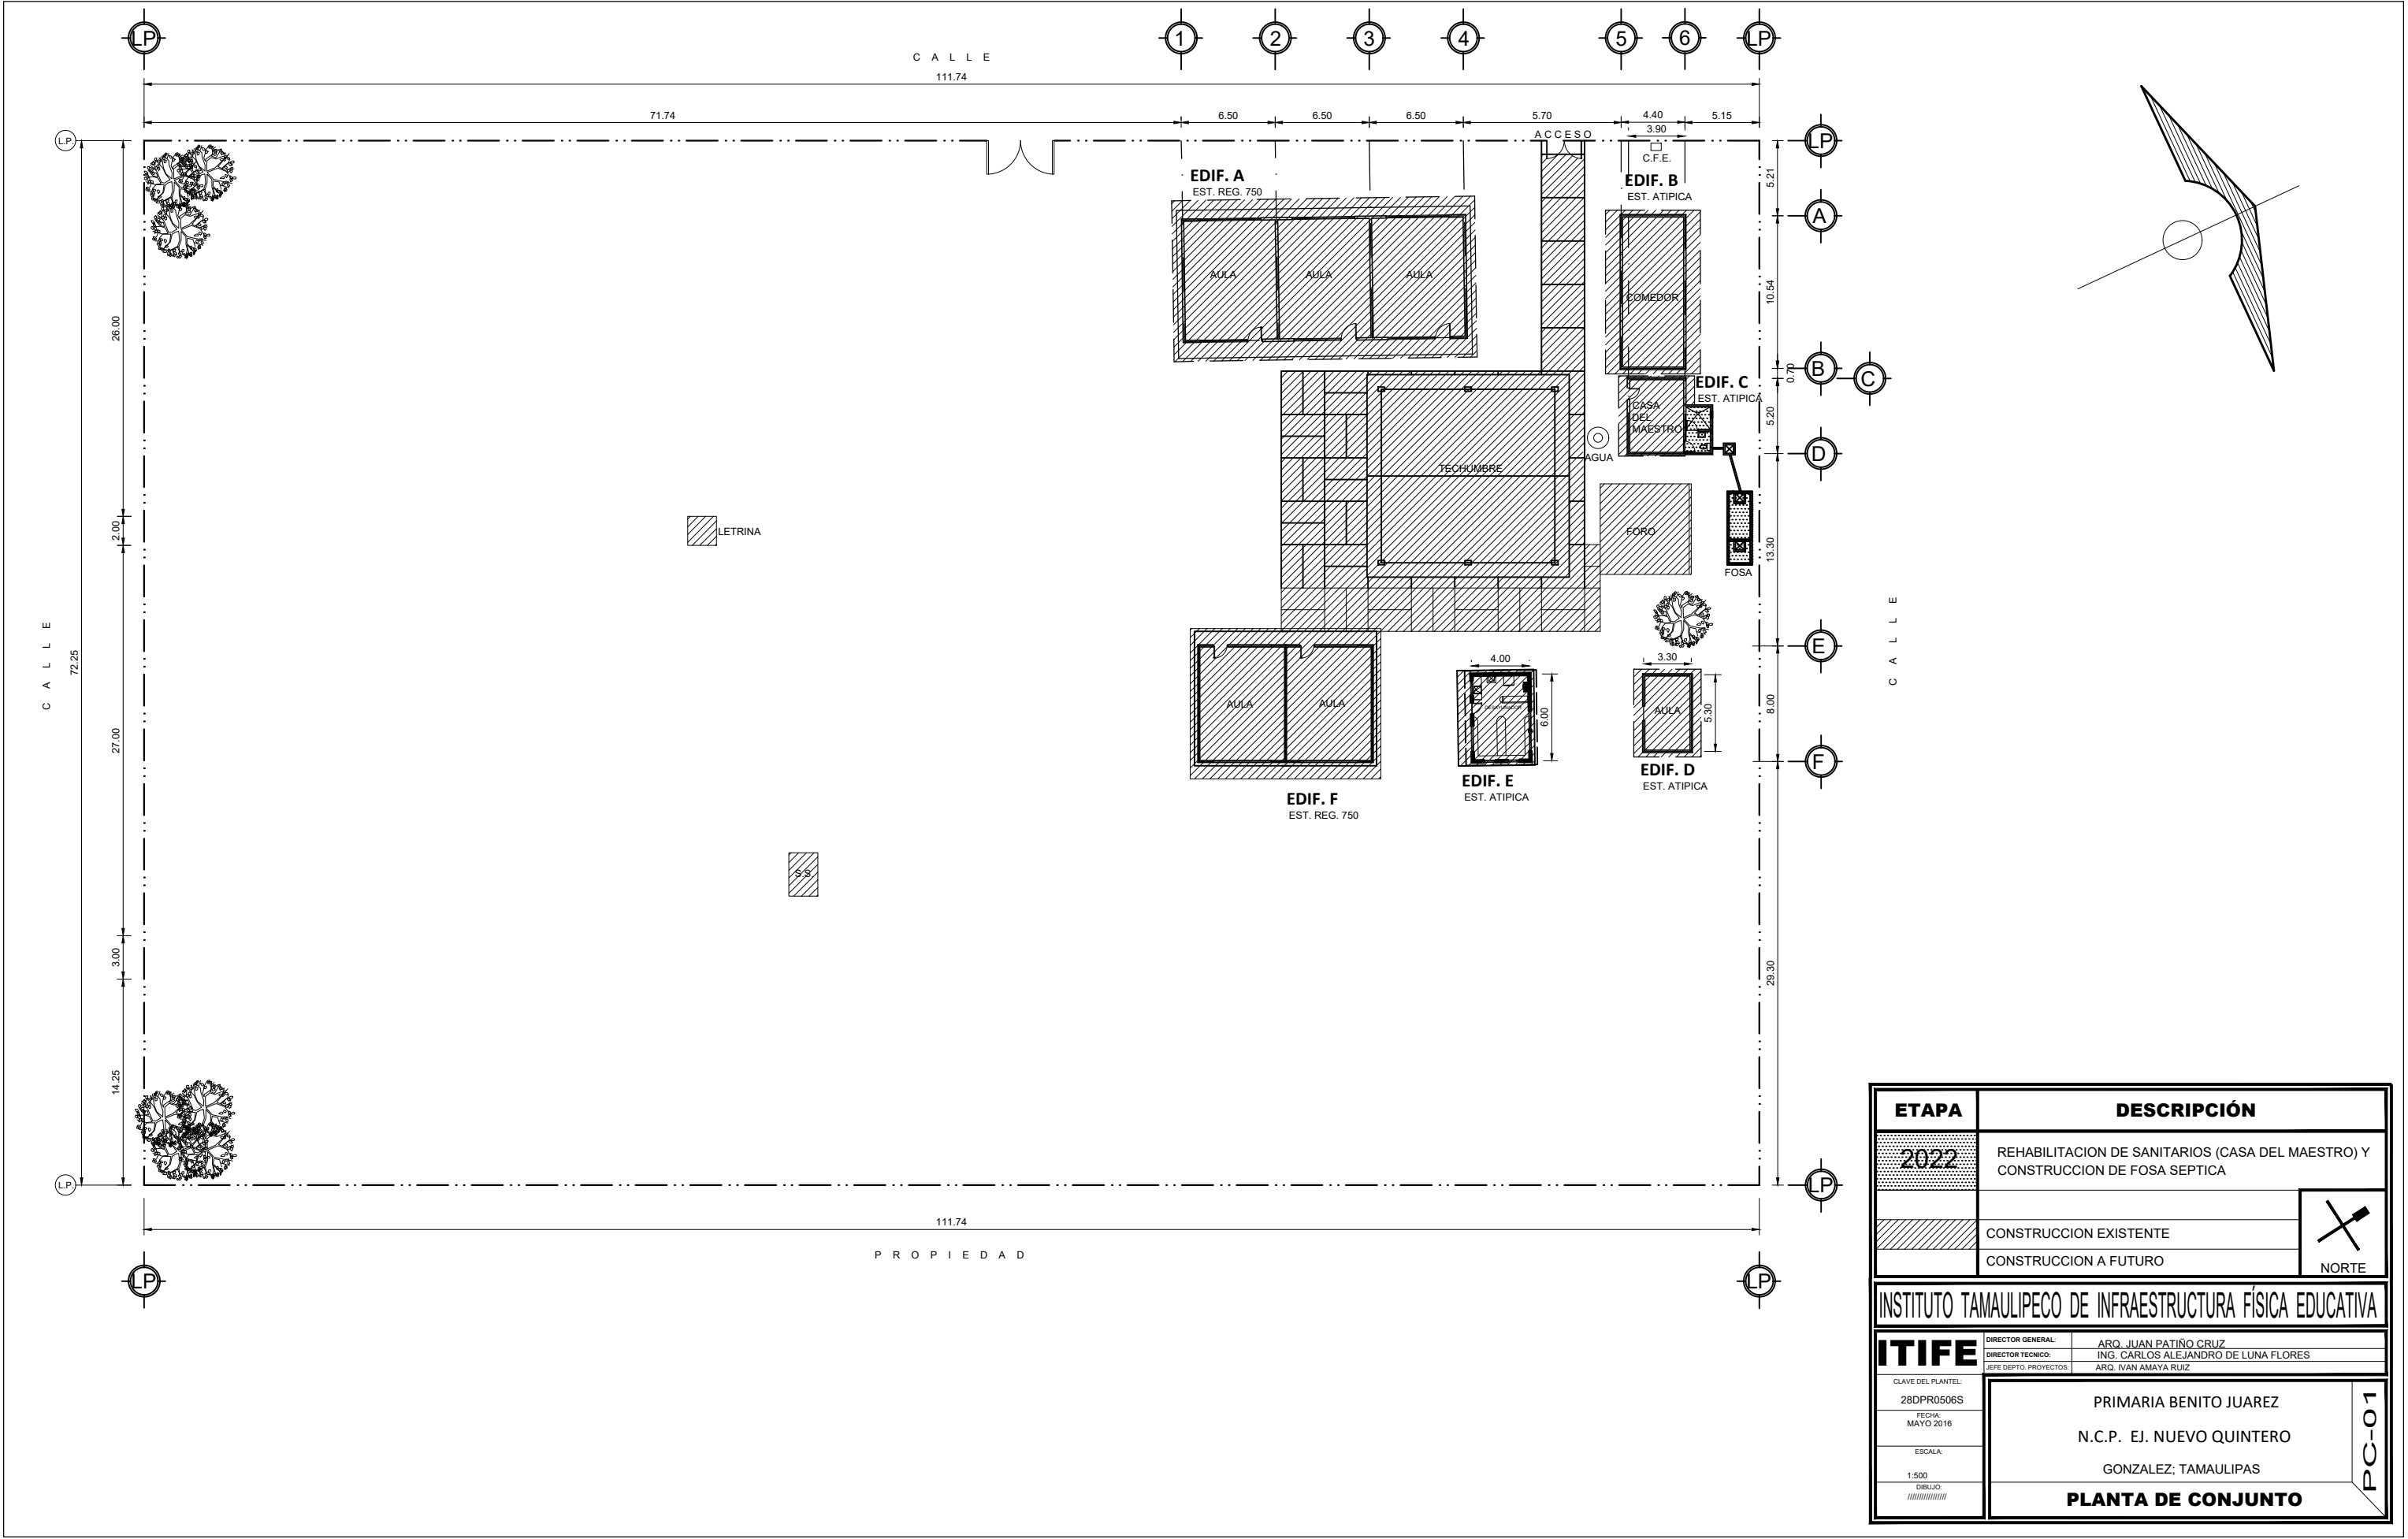 LP
1
2
3
4
5
6
LP
C A L L E
111.74
71.74
6.50
6.50
6.50
5.70
4.40
5.15
3.90
ACCESO
C.F.E.
L.P.
LP
EDIF. A
EST. REG. 750
EDIF. B
EST. ATIPICA
5.21
A
AULA
AULA
AULA
COMEDOR
10.54
26.00
B
C
0.70
EDIF. C
EST. ATIPICA
CASA
DEL
MAESTRO
5.20
AGUA
D
TECHUMBRE
2.00
LETRINA
FORO
13.30
FOSA
C A L L E
72.25
C A L L E
E
4.00
3.30
AULA
AULA
6.00
AULA
5.30
8.00
27.00
F
EDIF. D
EST. ATIPICA
EDIF. E
EST. ATIPICA
EDIF. F
EST. REG. 750
S.S.
3.00
29.30
14.25
L.P.
LP
111.74
P R O P I E D A D
LP
LP
ETAPA
DESCRIPCIÓN
2022
REHABILITACION DE SANITARIOS (CASA DEL MAESTRO) Y
CONSTRUCCION DE FOSA SEPTICA
CONSTRUCCION EXISTENTE
CONSTRUCCION A FUTURO
NORTE
INSTITUTO TAMAULIPECO DE INFRAESTRUCTURA FÍSICA EDUCATIVA
ITIFE
DIRECTOR GENERAL: ARQ. JUAN PATIÑO CRUZ
DIRECTOR TECNICO: ING. CARLOS ALEJANDRO DE LUNA FLORES
JEFE DEPTO. PROYECTOS: ARQ. IVAN AMAYA RUIZ
CLAVE DEL PLANTEL:
28DPR0506S
FECHA:
MAYO 2016
ESCALA:
1:500
DIBUJO:
////////////////
PRIMARIA BENITO JUAREZ
N.C.P. EJ. NUEVO QUINTERO
GONZALEZ; TAMAULIPAS
PLANTA DE CONJUNTO
PC-01